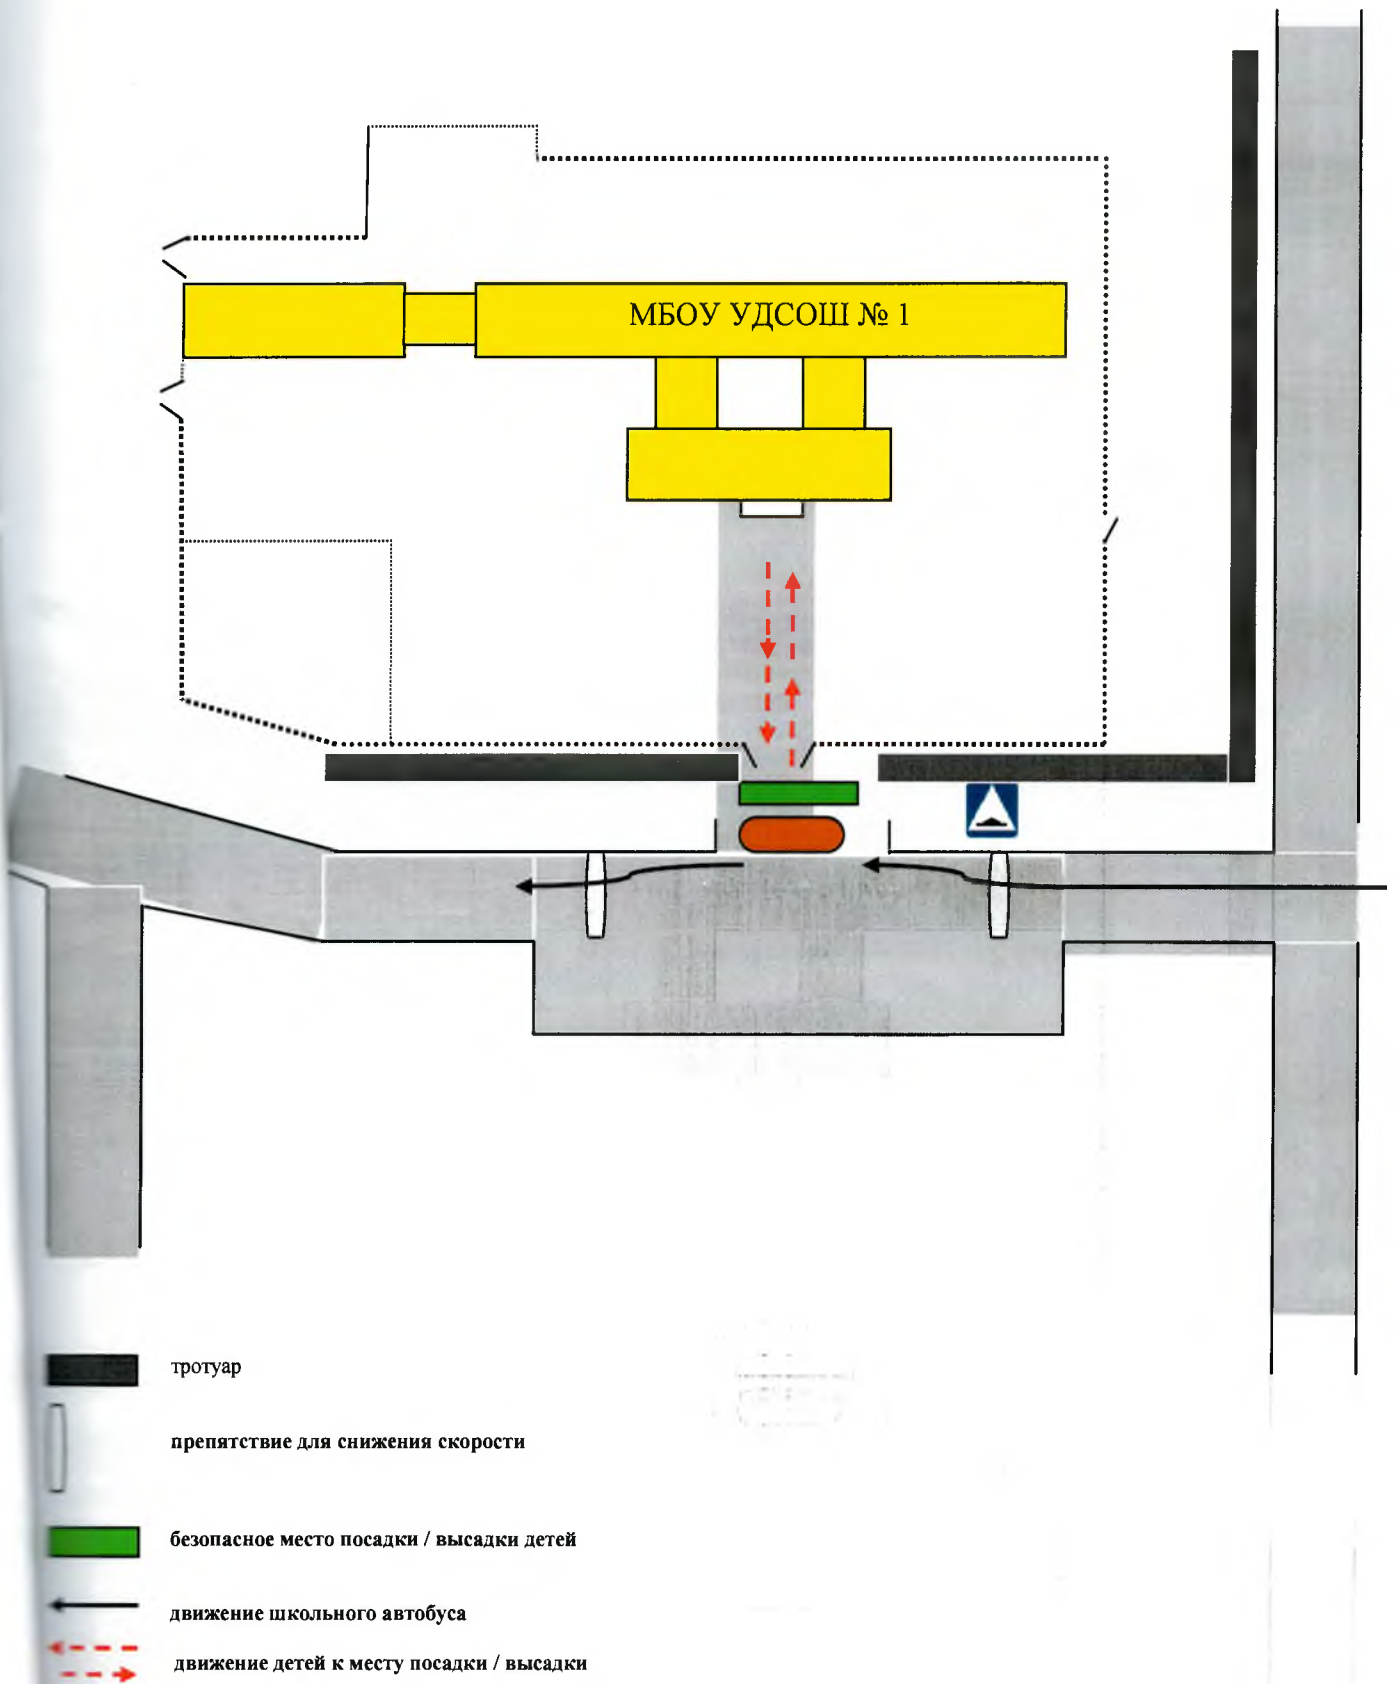 МБОУ УДСОШ № 1
тротуар
препятствие для снижения скорости
безопасное место посадки / высадки детей
движение школьного автобуса
движение детей к месту посадки / высадки